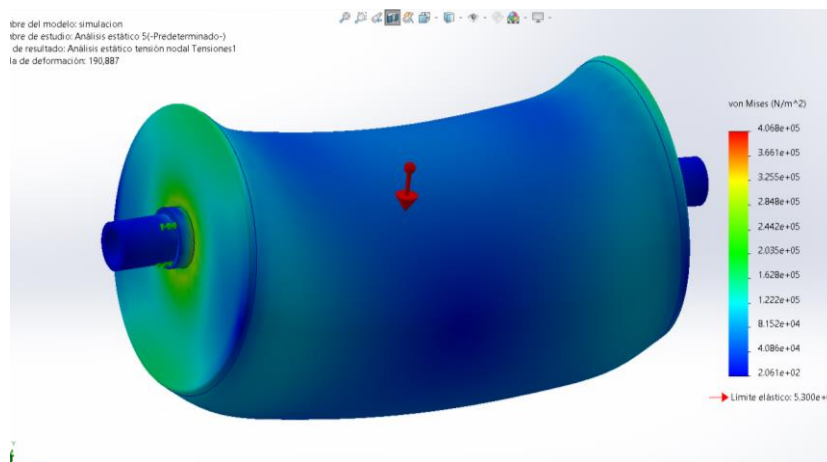 nbre del modelo: simulacion
nbre de estudio: Análisis estático 5(-Predeterminado-)
de resultado: Análisis estático tensión nodal Tensiones1
la de deformación: 190,887
von Mises (N/m^2)
4.068e+05
3.661e+05
3.255e+05
2.848e+05
2.442e+05
2.035e+05
1.628e+05
1.222e+05
8.152e+04
4.086e+04
2.061e+02
Límite elástico: 5.300e+